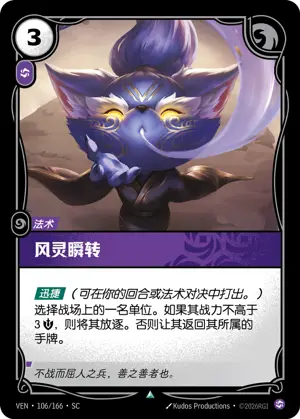 3
法术
风灵瞬转
迅捷（可在你的回合或法术对决中打出。）
选择战场上的一名单位。如果其战力不高于
3，则将其放逐。否则让其返回其所属的
手牌。
不战而屈人之兵，善之善者也。
VEN • 106/166 • SC
Kudos Productions ©2026RGI